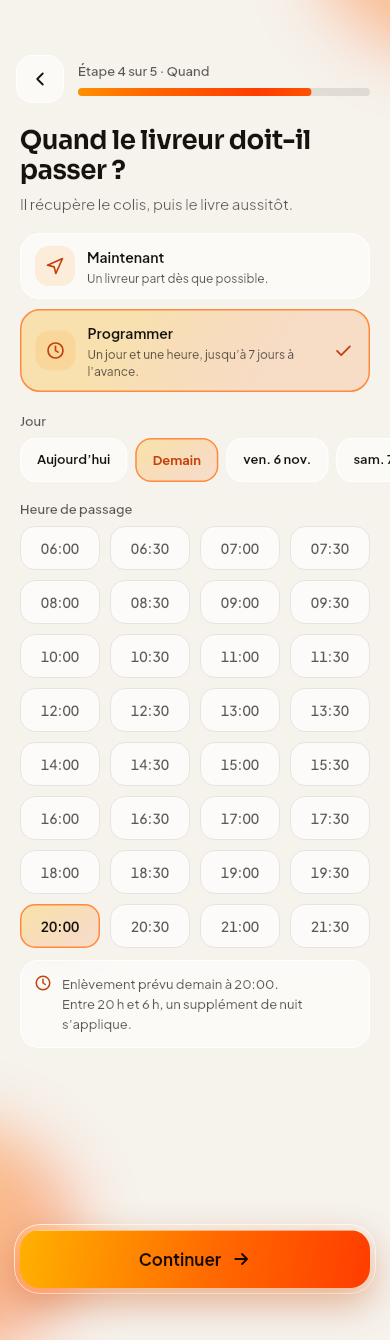 Étape 4 sur 5 · Quand
Quand le livreur doit-il
passer ?
Il récupère le colis, puis le livre aussitôt.
Maintenant
Un livreur part dès que possible.
Programmer
Un jour et une heure, jusqu'à 7 jours à
l'avance.
Jour
Aujourd'hui
Demain
ven. 6 nov.
sam. 7
Heure de passage
06:00 06:30 07:00 07:30
08:00 08:30 09:00 09:30
10:00 10:30 11:00 11:30
12:00 12:30 13:00 13:30
14:00 14:30 15:00 15:30
16:00 16:30 17:00 17:30
18:00 18:30 19:00 19:30
20:00 20:30 21:00 21:30
Enlèvement prévu demain à 20:00.
Entre 20 h et 6 h, un supplément de nuit
s'applique.
Continuer